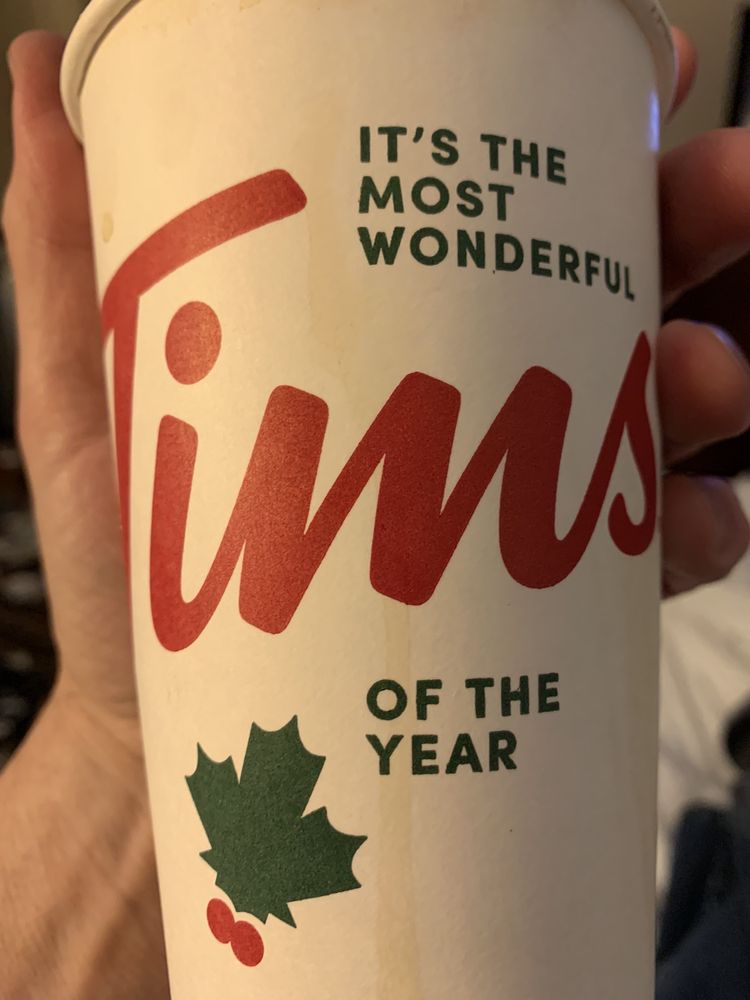 IT'S THE
MOST
WONDERFUL
Tims
OF THE
YEAR